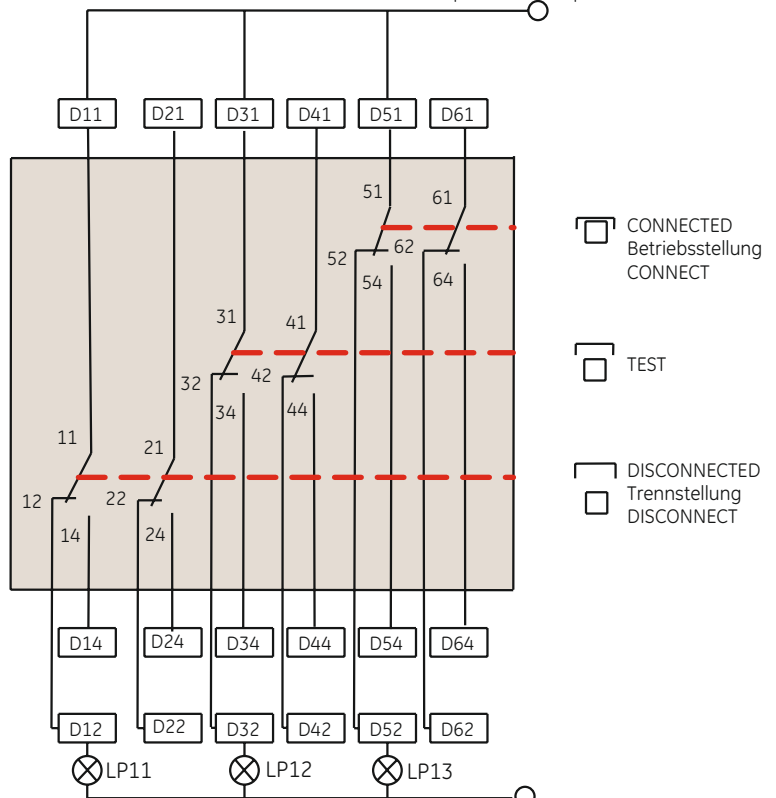 D11 D21 D31 D41 D51 D61
51 61
CONNECTED
Betriebsstellung
CONNECT
52 62
54 64
31 41
TEST
32 42
34 44
11 21
DISCONNECTED
Trennstellung
DISCONNECT
12 22
14 24
D14 D24 D34 D44 D54 D64
D12 D22 D32 D42 D52 D62
LP11 LP12 LP13